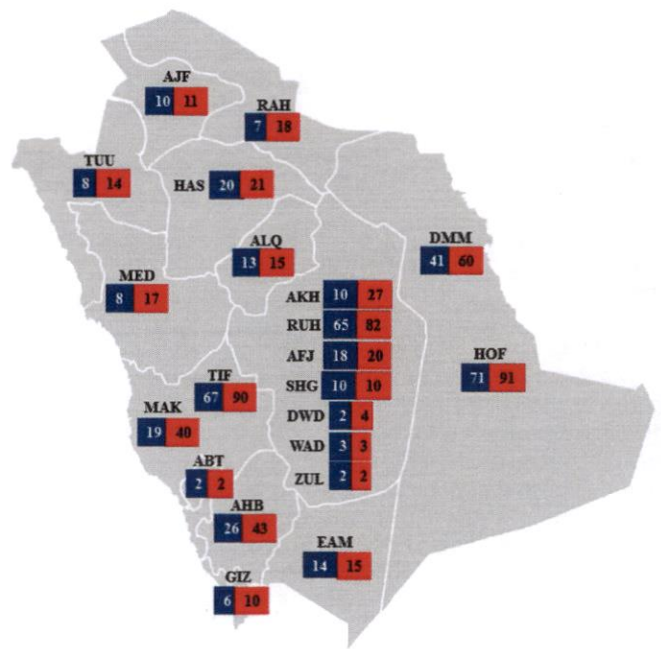 AJF
10 11
RAH
7 18
TUU
8 14
HAS 20 21
ALQ
13 15
DMM
41 60
MED
8 17
AKH 10 27
RUH 65 82
AFJ 18 20
SHG 10 10
DWD 2 4
WAD 3 3
ZUL 2 2
HOF
71 91
TIF
67 90
MAK
19 40
ABT
2 2
AHB
26 43
EAM
14 15
GIZ
6 10